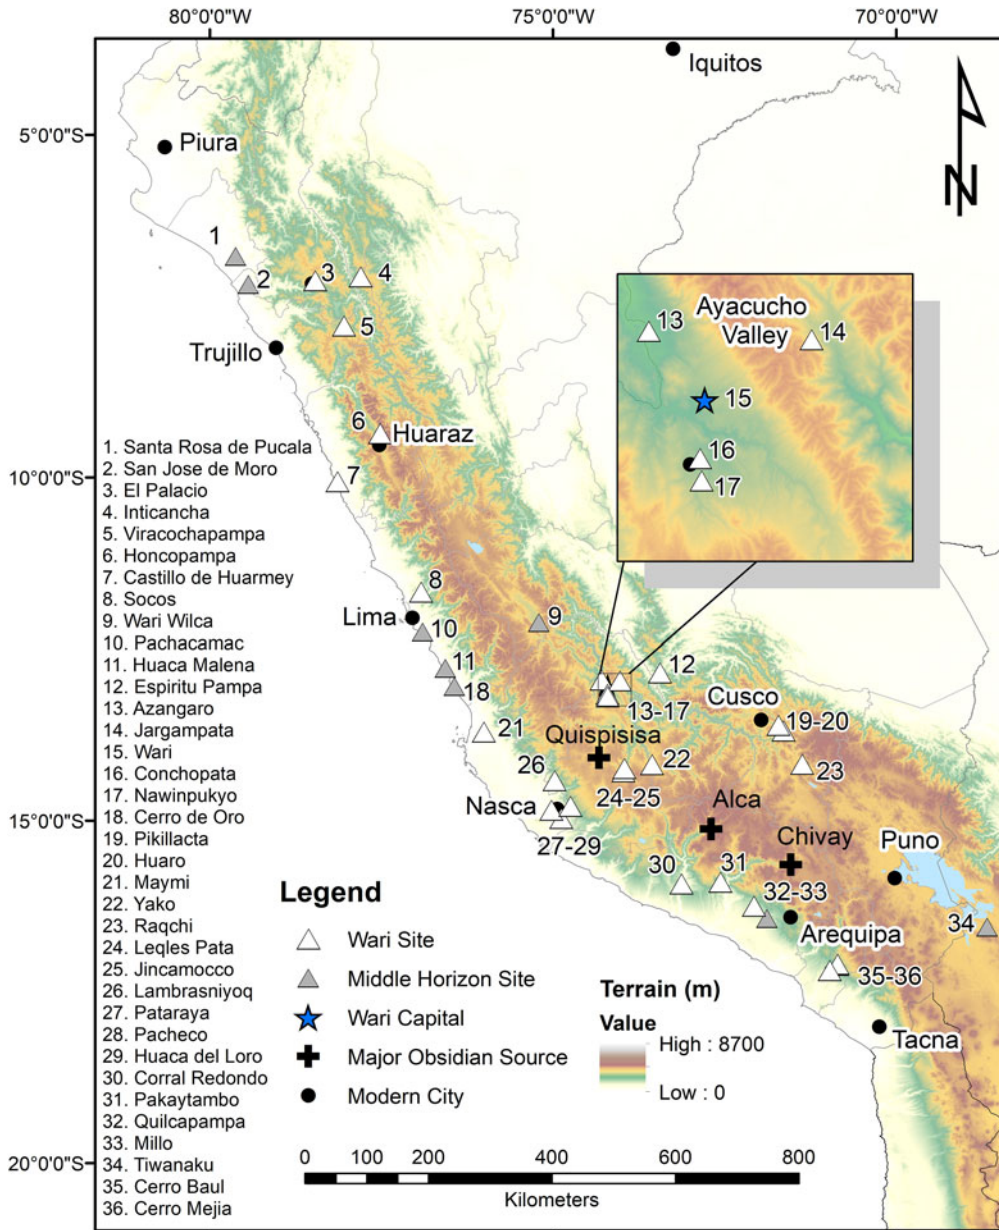 80°0'0"W
75°0'0"W
70°0'0"W
5°0'0"S
10°0'0"S
15°0'0"S
20°0'0"S
Iquitos
Piura
N
1
2
3
4
5
Trujillo
Ayacucho
Valley
13
14
15
16
17
6
Huaraz
7
8
Lima
9
10
11
18
12
13-17
Cusco
19-20
21
Quispisisa
22
23
26
24-25
Nasca
Alca
Chivay
Puno
27-29
30
31
32-33
34
Arequipa
35-36
Tacna
1. Santa Rosa de Pucala
2. San Jose de Moro
3. El Palacio
4. Inticancha
5. Viracochapampa
6. Honcopampa
7. Castillo de Huarmey
8. Socos
9. Wari Wilca
10. Pachacamac
11. Huaca Malena
12. Espiritu Pampa
13. Azangaro
14. Jargampata
15. Wari
16. Conchopata
17. Nawinpukyo
18. Cerro de Oro
19. Pikillacta
20. Huaro
21. Maymi
22. Yako
23. Raqchi
24. Leqles Pata
25. Jincamocco
26. Lambrasniyoq
27. Pataraya
28. Pacheco
29. Huaca del Loro
30. Corral Redondo
31. Pakaytambo
32. Quilcapampa
33. Millo
34. Tiwanaku
35. Cerro Baul
36. Cerro Mejia
Legend
Wari Site
Middle Horizon Site
Wari Capital
Major Obsidian Source
Modern City
Terrain (m)
Value
High : 8700
Low : 0
0 100 200 400 600 800
Kilometers